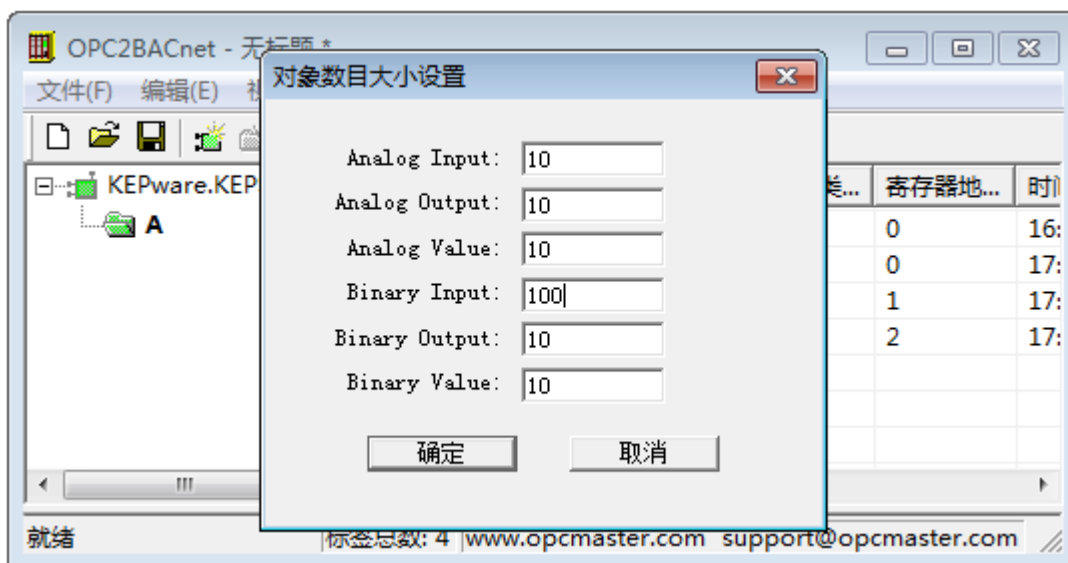 OPC2BACnet - 无标题 *
文件(F) 编辑(E)
对象数目大小设置
KEPware.KEP
A
寄存器地...
0 16:
0 17:
1 17:
2 17:
Analog Input: 10
Analog Output: 10
Analog Value: 10
Binary Input: 100
Binary Output: 10
Binary Value: 10
确定 取消
就绪 标签总数: 4 www.opcmaster.com support@opcmaster.com